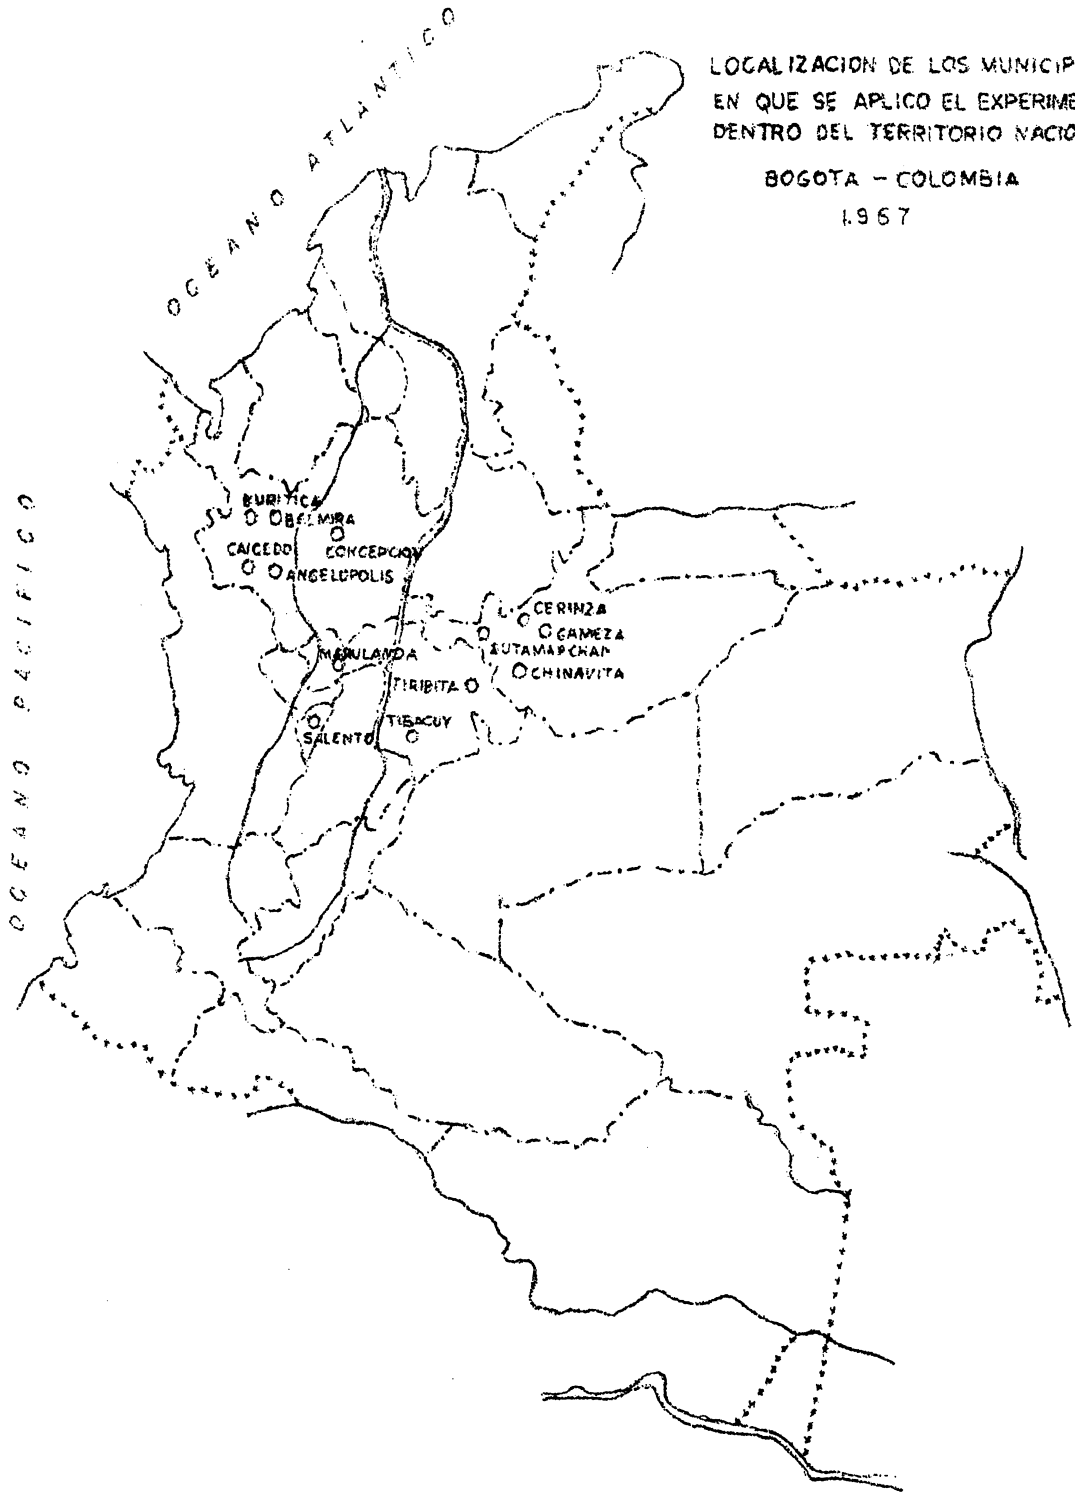 LOCALIZACION DE LOS MUNICIP
EN QUE SE APLICO EL EXPERIME
DENTRO DEL TERRITORIO NACIO
BOGOTA - COLOMBIA
1.967
OCEANO ATLANTICO
OCEANO PACIFICO
BURITICA
BELMIRA
CAICEDO
CONCEPCION
ANGELOPOLIS
CERINZA
GAMEZA
SUTAMARCHAN
MARULANDA
CHINAVITA
TIRIBITA
TIBACUY
SALENTO